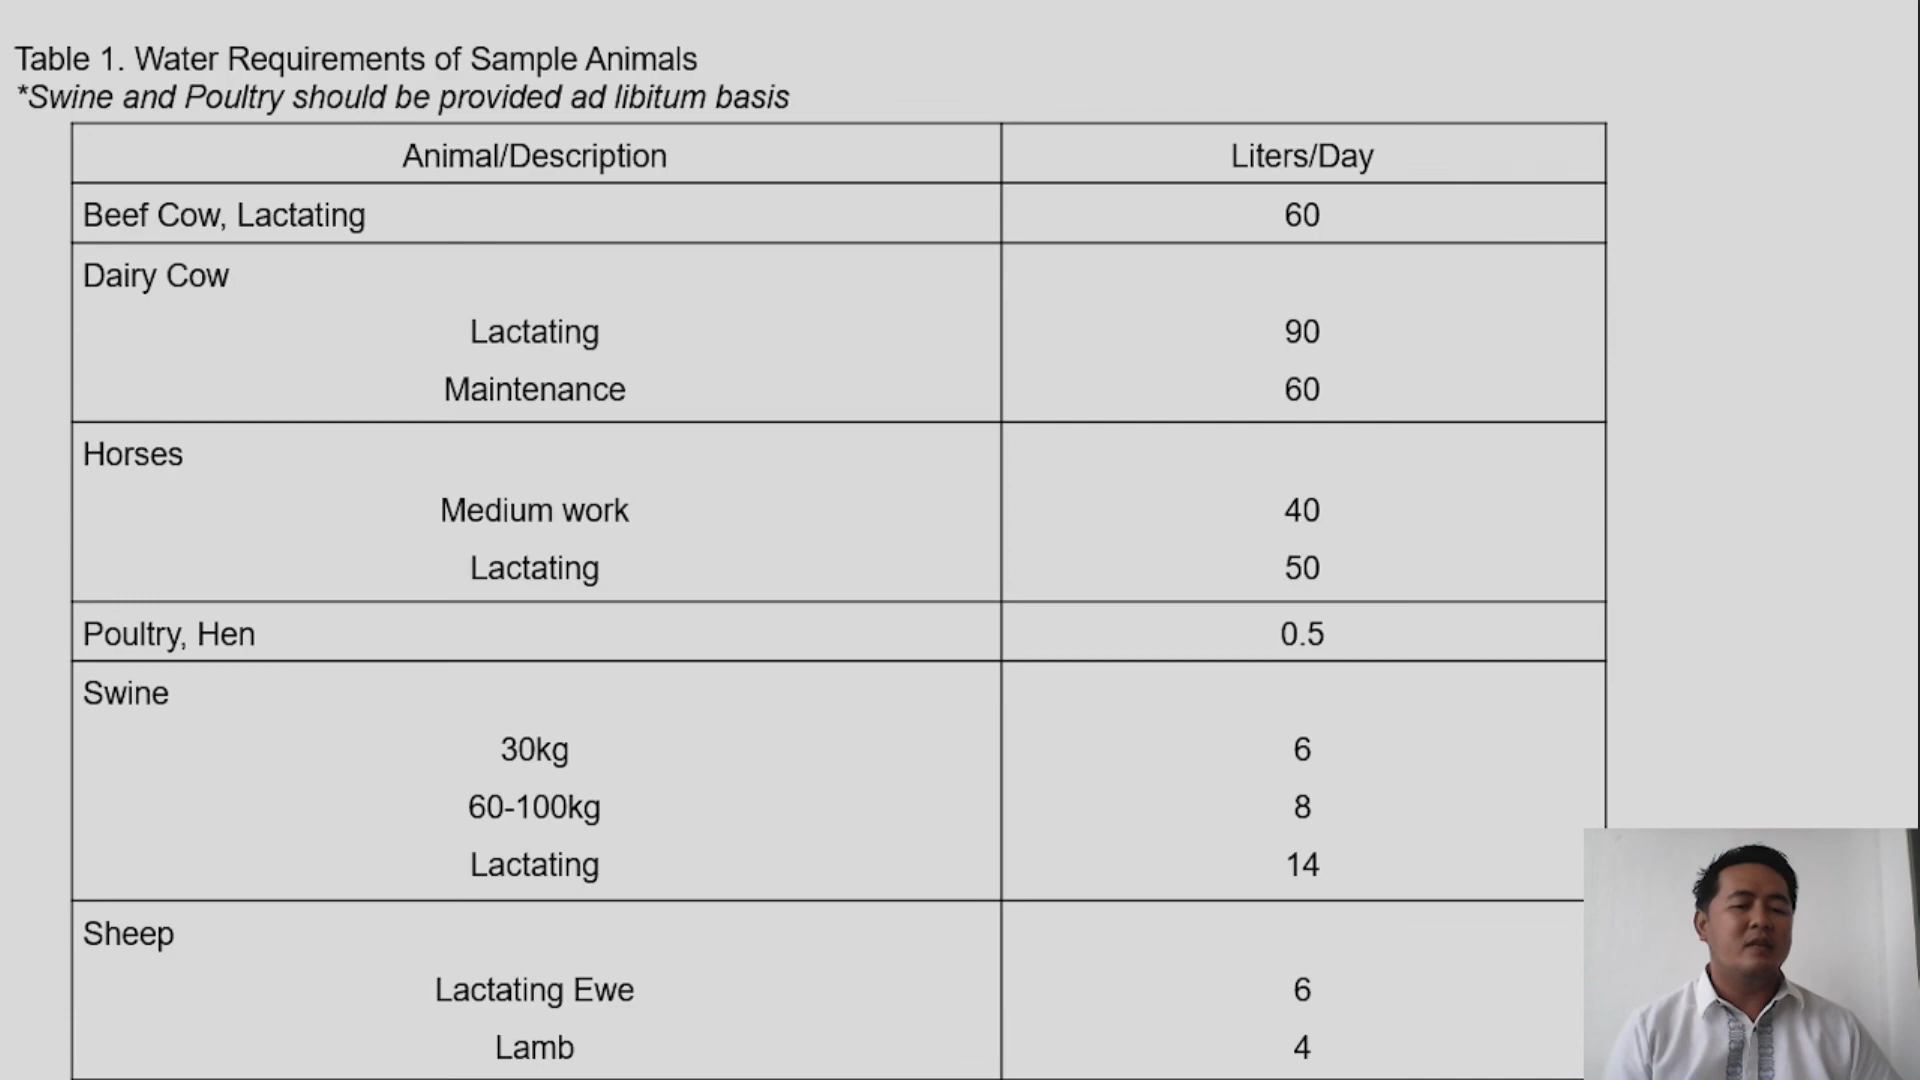 Table 1. Water Requirements of Sample Animals
*Swine and Poultry should be provided ad libitum basis
Animal/Description Liters/Day
Beef Cow, Lactating 60
Dairy Cow
Lactating 90
Maintenance 60
Horses
Medium work 40
Lactating 50
Poultry, Hen 0.5
Swine
30kg 6
60-100kg 8
Lactating 14
Sheep
Lactating Ewe 6
Lamb 4